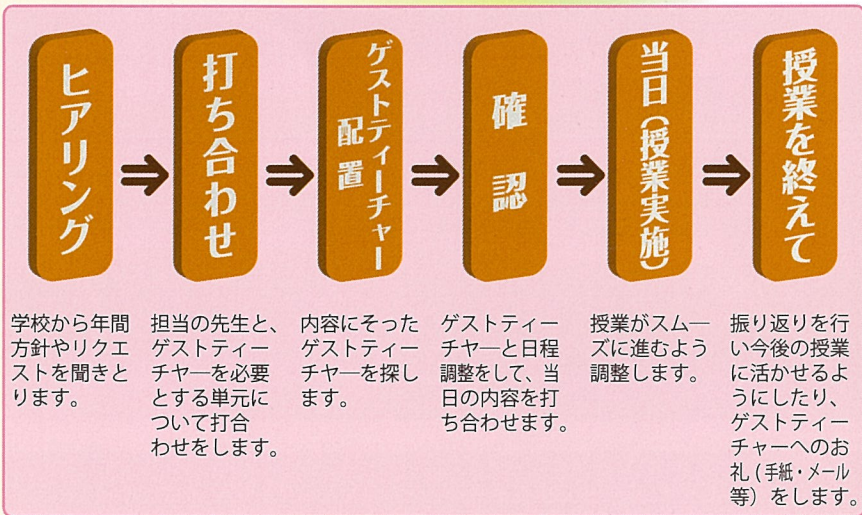 ヒアリング
打ち合わせ
ゲストティーチャー
配置
確認
当日（授業実施）
授業を終えて
学校から年間
方針やリクエ
ストを聞きと
ります。
担当の先生と、
ゲストティー
チャ―を必要
とする単元に
ついて打合
わせをします。
内容にそった
ゲストティー
チャ―を探し
ます。
ゲストティー
チャ―と日程
調整をして、当
日の内容を打
ち合わせます。
授業がスム―
ズに進むよう
調整します。
振り返りを行
い今後の授業
に活かせるよ
うにしたり、
ゲストティー
チャーへのお
礼（手紙・メール
等）をします。